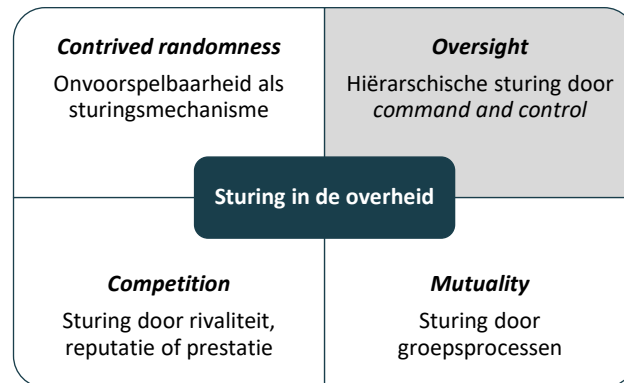 Contrived randomness
Onvoorspelbaarheid als
sturingsmechanisme
Oversight
Hiërarschische sturing door
command and control
Sturing in de overheid
Competition
Sturing door rivaliteit,
reputatie of prestatie
Mutuality
Sturing door
groepsprocessen